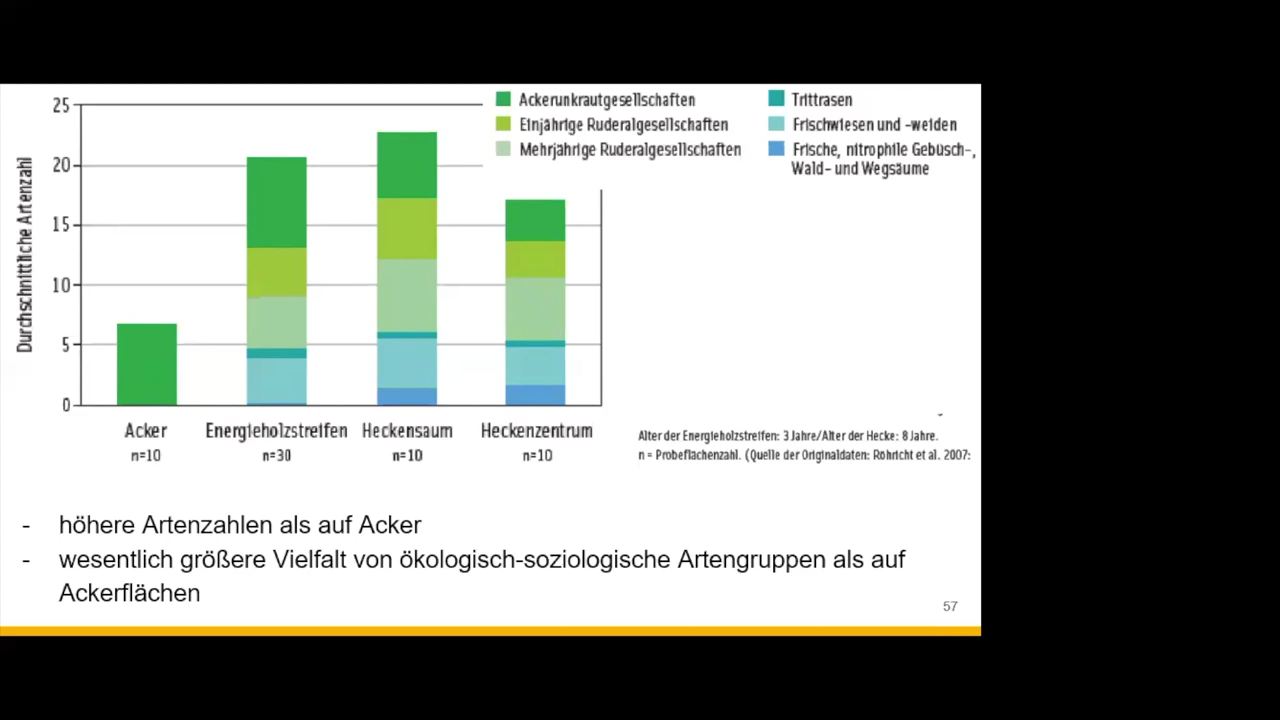 Ackerunkrautgesellschaften
Einjährige Ruderalgesellschaften
Mehrjährige Ruderalgesellschaften
Trittrasen
Frischwiesen und -weiden
Frische, nitrophile Gebüsch-,
Wald- und Wegsäume
Durchschnittliche Artenzahl
25
20
15
10
5
0
Acker
n=10
Energieholzstreifen
n=30
Heckensaum
n=10
Heckenzentrum
n=10
Alter der Energieholzstreifen: 3 Jahre/Alter der Hecke: 8 Jahre.
n = Probeflächenzahl. (Quelle der Originaldaten: Röhricht et al. 2007:
- höhere Artenzahlen als auf Acker
- wesentlich größere Vielfalt von ökologisch-soziologische Artengruppen als auf
Ackerflächen
57